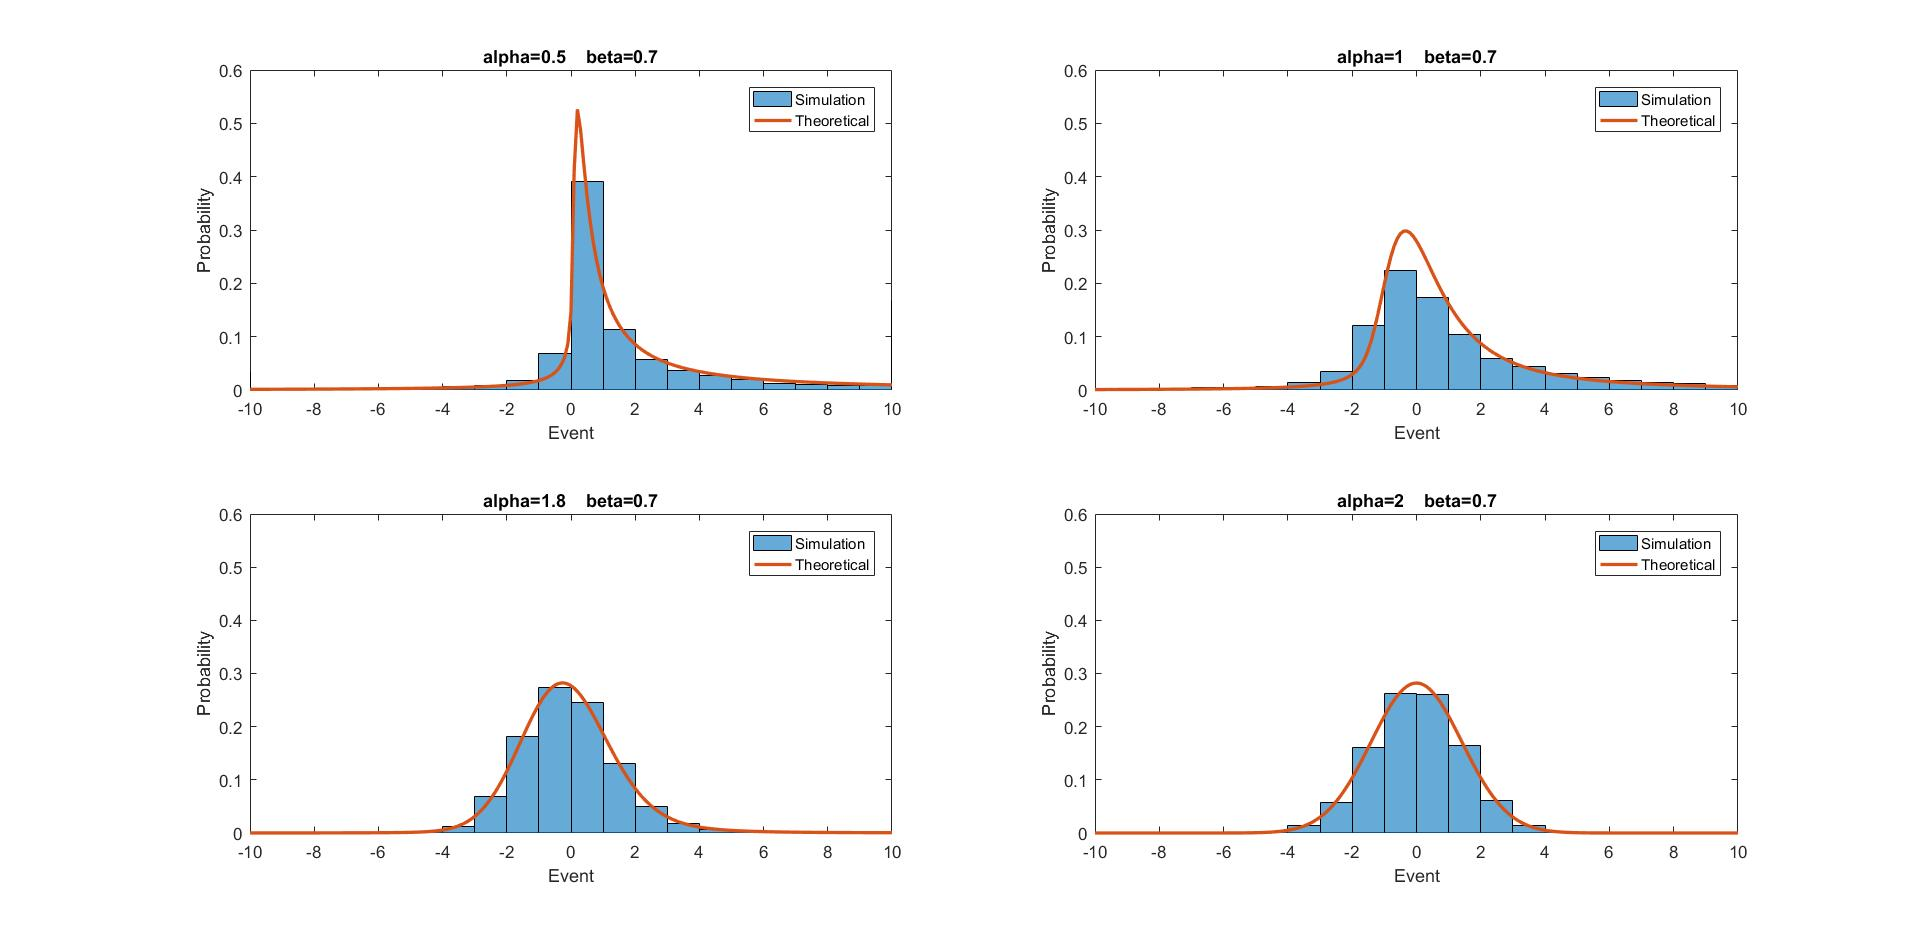 alpha=0.5 beta=0.7
0.6
0.5
0.4
0.3
0.2
0.1
0
Probability
Simulation
Theoretical
-10 -8 -6 -4 -2 0 2 4 6 8 10
Event
alpha=1 beta=0.7
0.6
0.5
0.4
0.3
0.2
0.1
0
Probability
Simulation
Theoretical
-10 -8 -6 -4 -2 0 2 4 6 8 10
Event
alpha=1.8 beta=0.7
0.6
0.5
0.4
0.3
0.2
0.1
0
Probability
Simulation
Theoretical
-10 -8 -6 -4 -2 0 2 4 6 8 10
Event
alpha=2 beta=0.7
0.6
0.5
0.4
0.3
0.2
0.1
0
Probability
Simulation
Theoretical
-10 -8 -6 -4 -2 0 2 4 6 8 10
Event